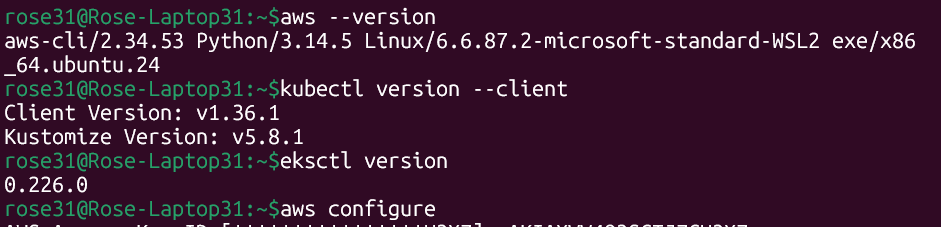 rose31@Rose-Laptop31:~$aws --version
aws-cli/2.34.53 Python/3.14.5 Linux/6.6.87.2-microsoft-standard-WSL2 exe/x86
_64.ubuntu.24
rose31@Rose-Laptop31:~$kubectl version --client
Client Version: v1.36.1
Kustomize Version: v5.8.1
rose31@Rose-Laptop31:~$eksctl version
0.226.0
rose31@Rose-Laptop31:~$aws configure